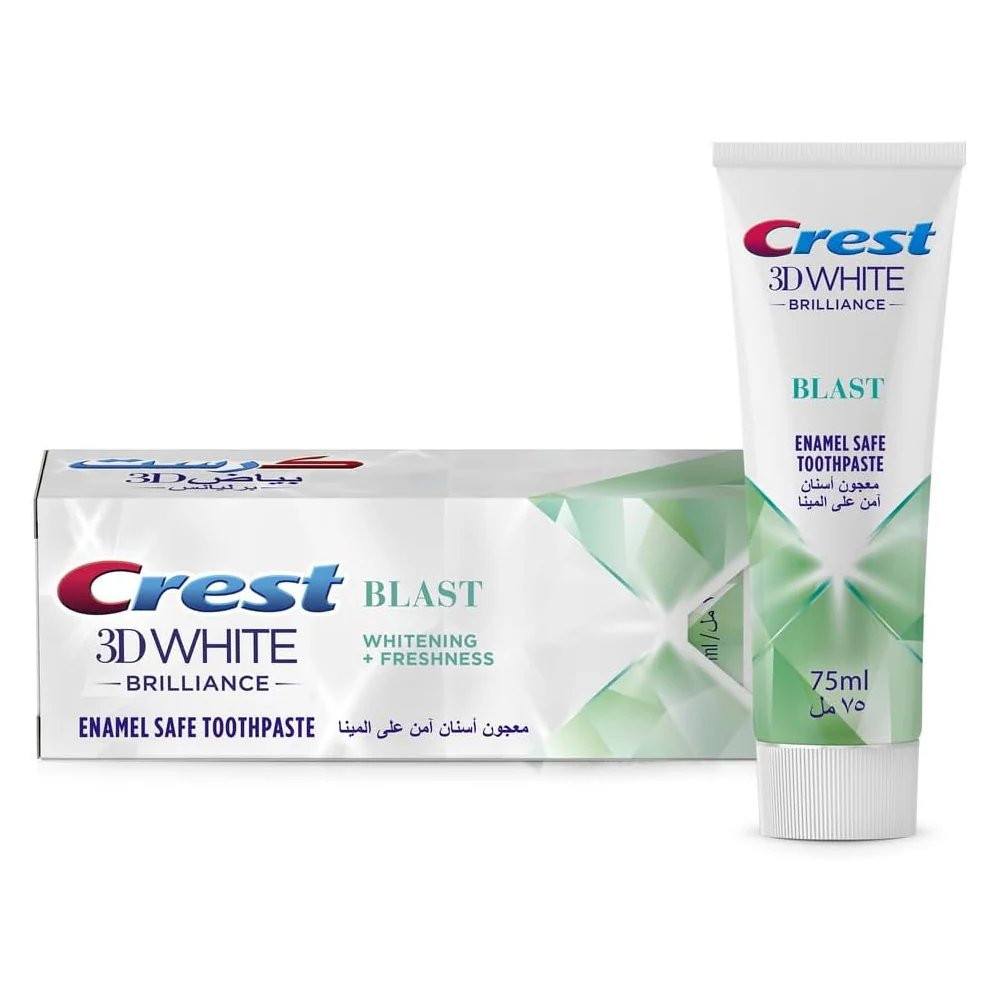 كرست
بياض 3D
برليانس
Crest
3D WHITE
BRILLIANCE
BLAST
WHITENING
+ FRESHNESS
ENAMEL SAFE TOOTHPASTE معجون أسنان آمن على المينا
Crest
3D WHITE
BRILLIANCE
BLAST
ENAMEL SAFE
TOOTHPASTE
معجون أسنان
آمن على المينا
75ml
٧٥ مل